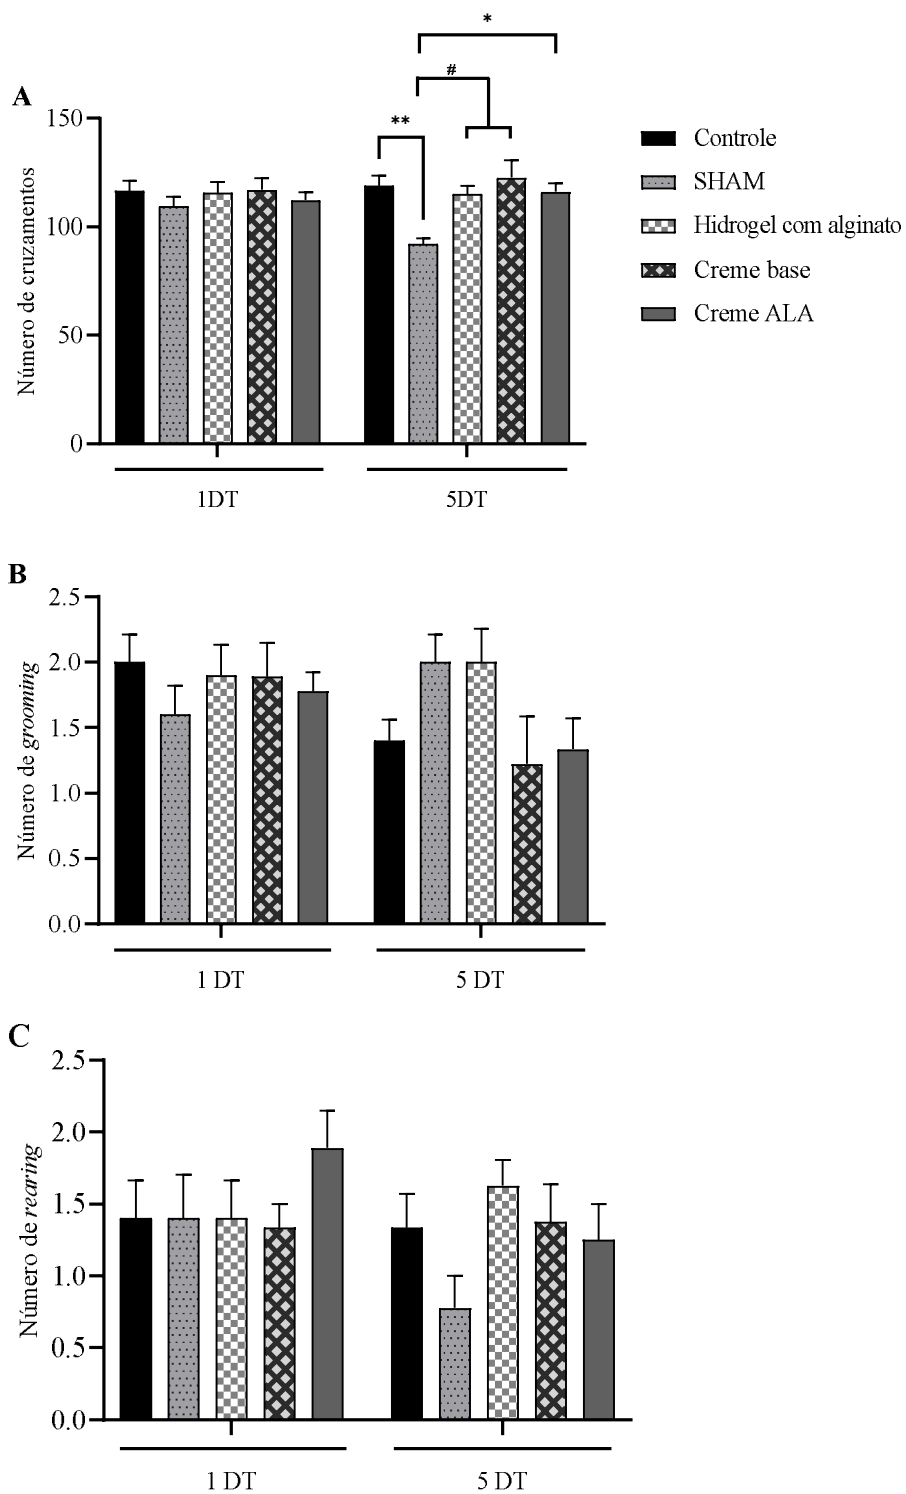 *
#
**
A
150
100
50
0
Número de cruzamentos
1DT
5DT
Controle
SHAM
Hidrogel com alginato
Creme base
Creme ALA
B
2.5
2.0
1.5
1.0
0.5
0.0
Número de grooming
1 DT
5 DT
C
2.5
2.0
1.5
1.0
0.5
0.0
Número de rearing
1 DT
5 DT